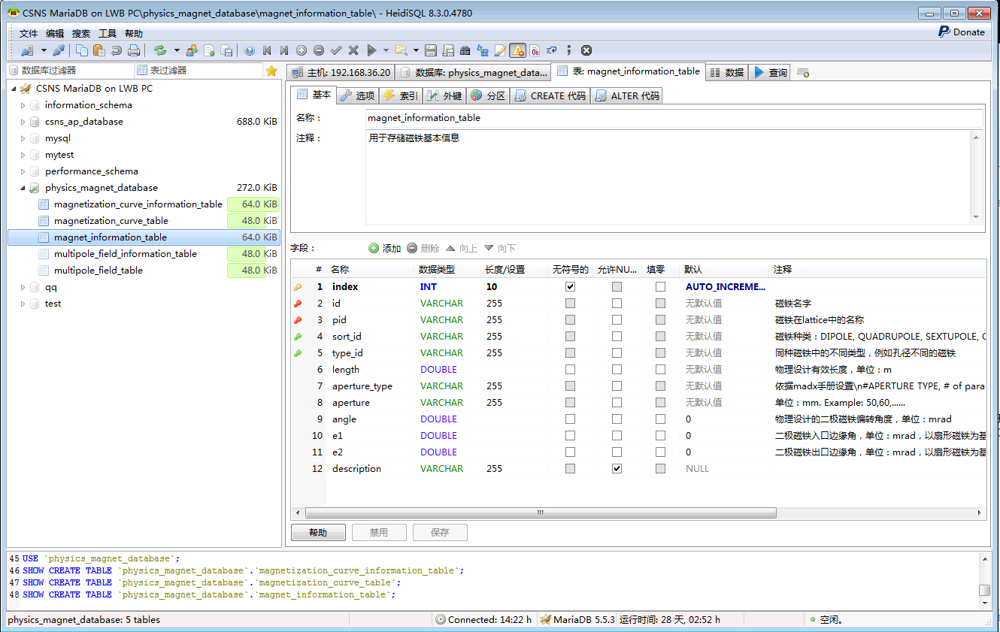 CSNS MariaDB on LWB PC\physics_magnet_database\magnet_information_table\ - HeidiSQL 8.3.0.4780
文件 编辑 搜索 工具 帮助
Donate
数据库过滤器 表过滤器
主机: 192.168.36.20 数据库: physics_magnet_data... 表: magnet_information_table 数据 查询
CSNS MariaDB on LWB PC
information_schema
csns_ap_database 688.0 KiB
mysql
mytest
performance_schema
physics_magnet_database 272.0 KiB
magnetization_curve_information_table 64.0 KiB
magnetization_curve_table 48.0 KiB
magnet_information_table 64.0 KiB
multipole_field_information_table 48.0 KiB
multipole_field_table 48.0 KiB
qq
test
基本 选项 索引 外键 分区 CREATE 代码 ALTER 代码
名称： magnet_information_table
注释： 用于存储磁铁基本信息
字段： 添加 删除 向上 向下
# 名称 数据类型 长度/设置 无符号的 允许NU... 填零 默认 注释
1 index INT 10 AUTO_INCREME...
2 id VARCHAR 255 无默认值 磁铁名字
3 pid VARCHAR 255 无默认值 磁铁在lattice中的名称
4 sort_id VARCHAR 255 无默认值 磁铁种类：DIPOLE, QUADRUPOLE, SEXTUPOLE,
5 type_id VARCHAR 255 无默认值 同种磁铁中的不同类型，例如孔径不同的磁铁
6 length DOUBLE 无默认值 物理设计有效长度，单位：m
7 aperture_type VARCHAR 255 无默认值 依据madx手册设置\n#APERTURE TYPE, # of para
8 aperture VARCHAR 255 无默认值 单位：mm. Example: 50,60,......
9 angle DOUBLE 0 物理设计的二极磁铁偏转角度，单位：mrad
10 e1 DOUBLE 0 二极磁铁入口边缘角，单位：mrad，以扇形磁铁为基
11 e2 DOUBLE 0 二极磁铁出口边缘角，单位：mrad，以扇形磁铁为基
12 description VARCHAR 255 NULL
帮助 禁用 保存
45 USE `physics_magnet_database`;
46 SHOW CREATE TABLE `physics_magnet_database`.`magnetization_curve_information_table`;
47 SHOW CREATE TABLE `physics_magnet_database`.`magnetization_curve_table`;
48 SHOW CREATE TABLE `physics_magnet_database`.`magnet_information_table`;
physics_magnet_database: 5 tables Connected: 14:22 h MariaDB 5.5.3 运行时间: 28 天, 02:52 h 空闲。